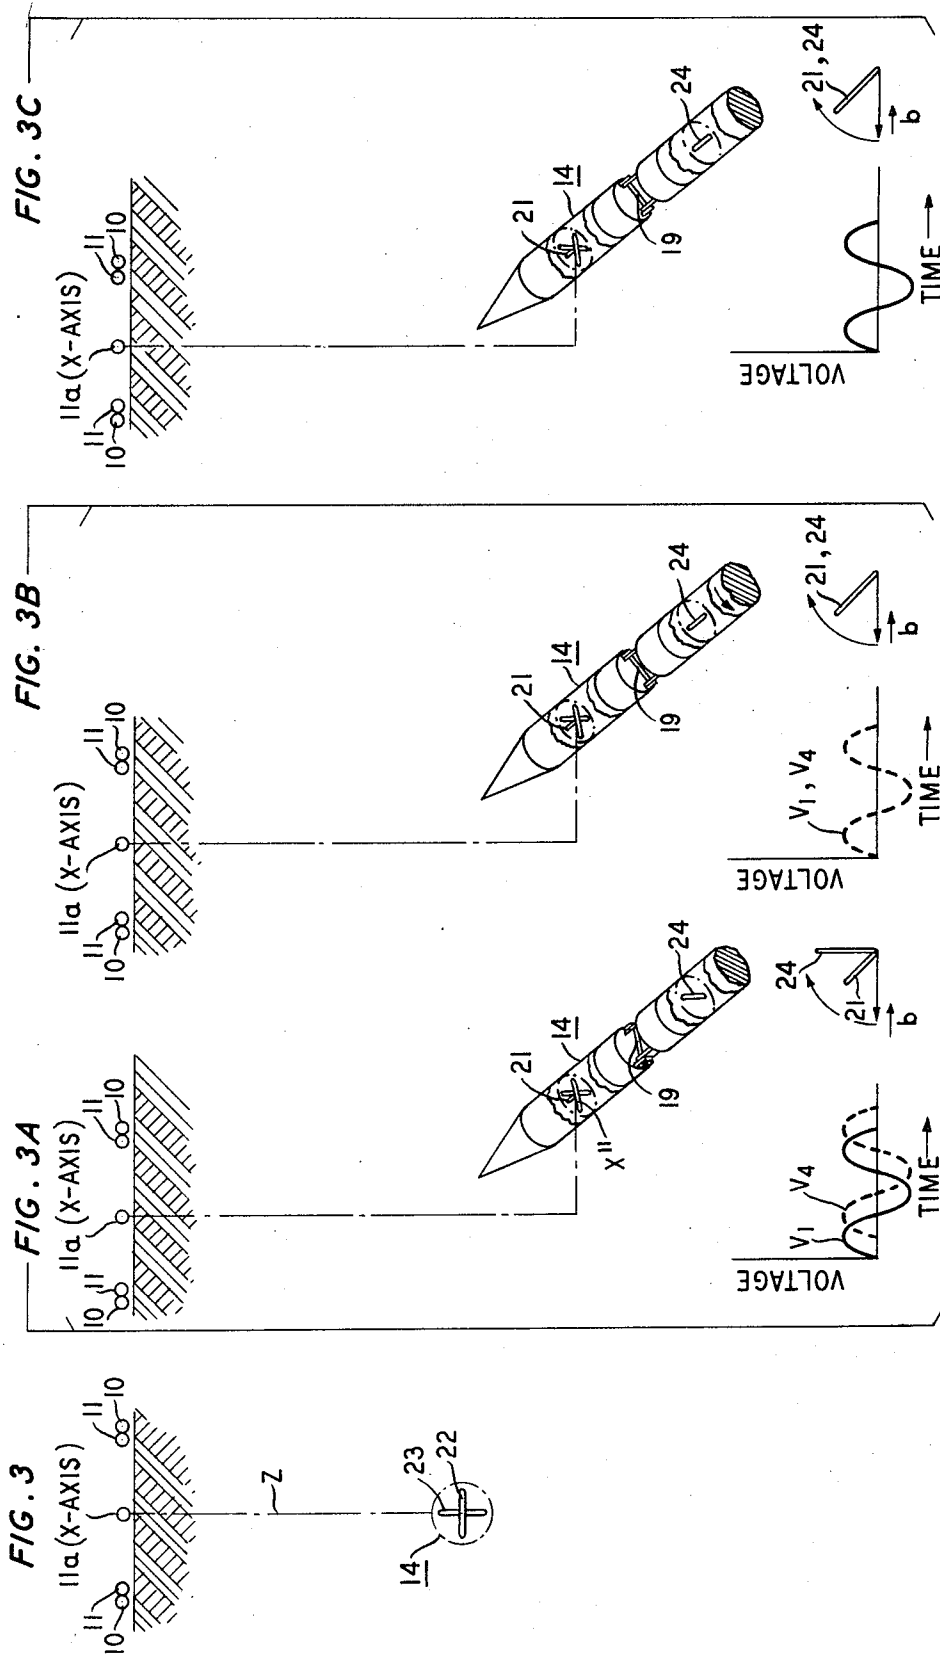 FIG. 3
11a (X-AXIS)
11
10
11
10
Z
23
22
14
FIG. 3A
11a (X-AXIS)
10
11
11
10
21
14
24
X"
19
VOLTAGE
V1
V4
TIME
24
21
b
FIG. 3B
11a (X-AXIS)
11
10
11
10
21
14
24
19
VOLTAGE
V1, V4
TIME
21, 24
b
FIG. 3C
11a (X-AXIS)
11
10
11
10
21
14
24
19
VOLTAGE
TIME
21, 24
b